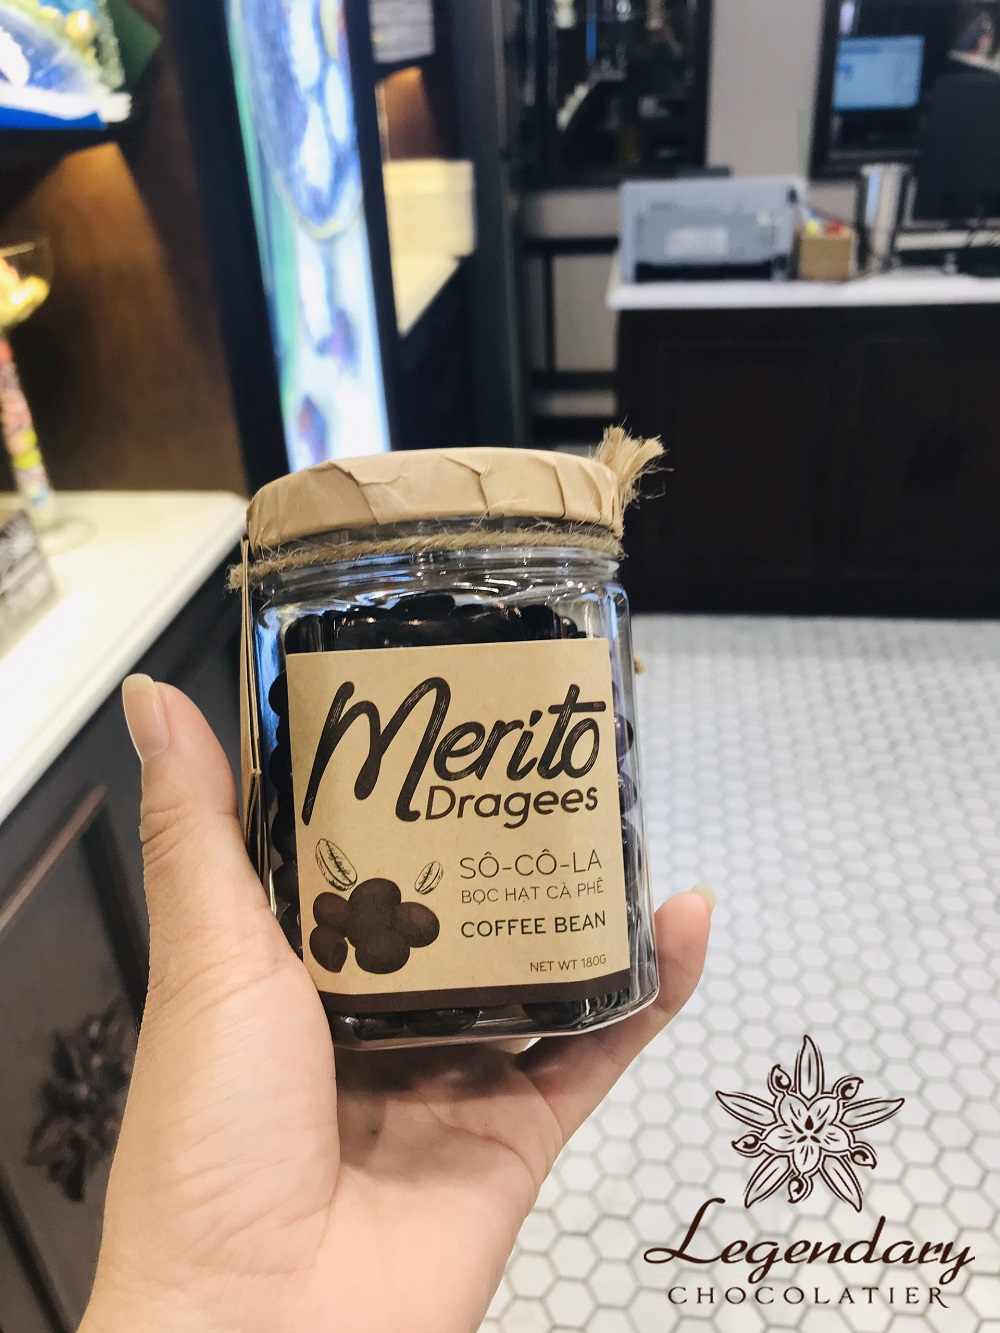 Merito
Dragees
SÔ-CÔ-LA
BỌC HẠT CÀ PHÊ
COFFEE BEAN
NET WT 180G
Legendary
CHOCOLATIER